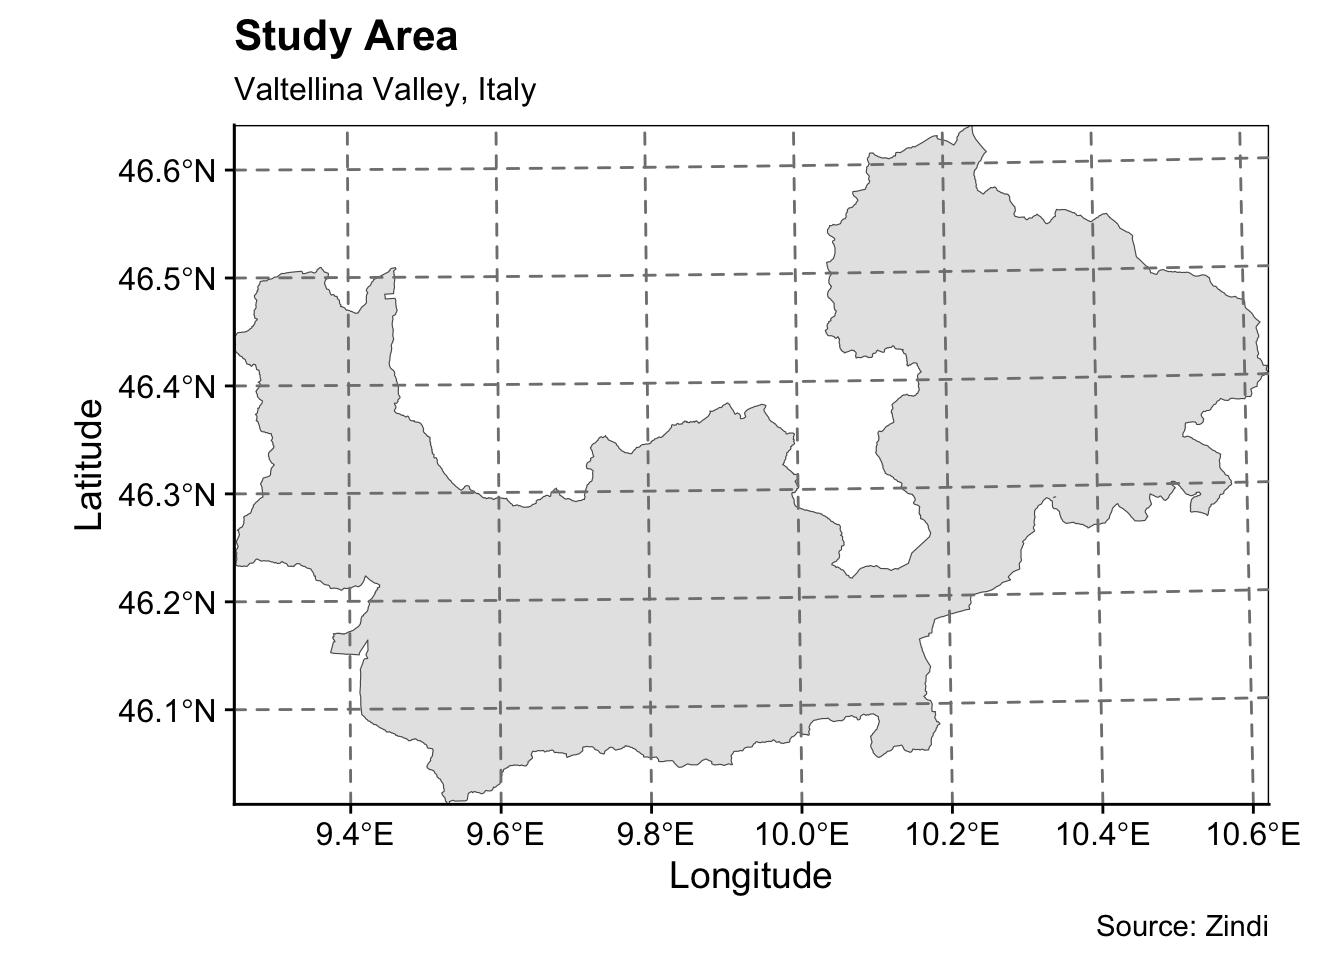 Study Area
Valtellina Valley, Italy
46.6°N
46.5°N
46.4°N
46.3°N
46.2°N
46.1°N
Latitude
9.4°E 9.6°E 9.8°E 10.0°E 10.2°E 10.4°E 10.6°E
Longitude
Source: Zindi